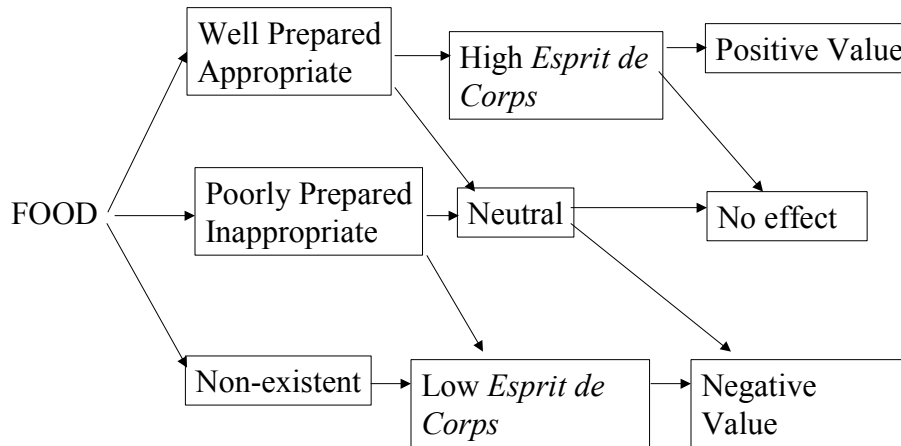 Well Prepared
Appropriate
High Esprit de
Corps
Positive Value
FOOD
Poorly Prepared
Inappropriate
Neutral
No effect
Non-existent
Low Esprit de
Corps
Negative
Value